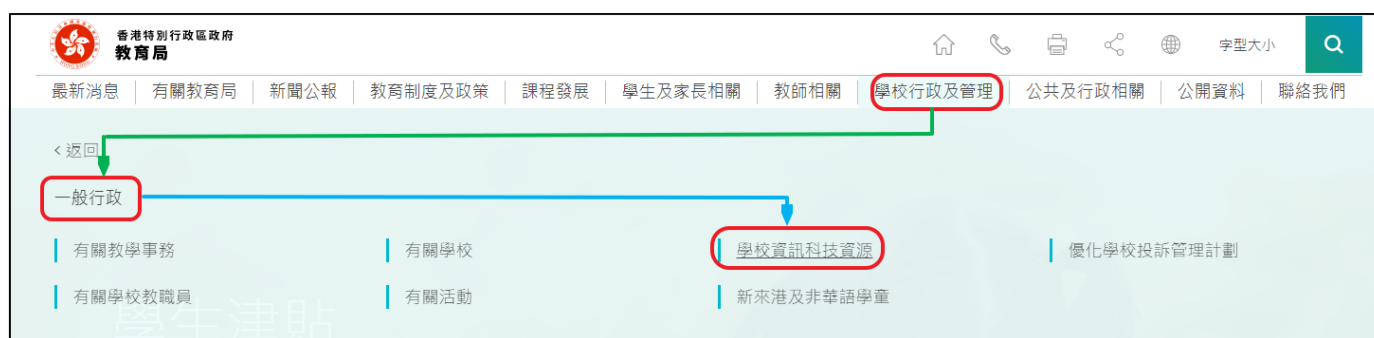 香港特別行政區政府
教育局
字型大小
最新消息 有關教育局 新聞公報 教育制度及政策 課程發展 學生及家長相關 教師相關 學校行政及管理 公共及行政相關 公開資料 聯絡我們
<返回
一般行政
有關教學事務 有關學校 學校資訊科技資源 優化學校投訴管理計劃
有關學校教職員 有關活動 新來港及非華語學童
學生津貼